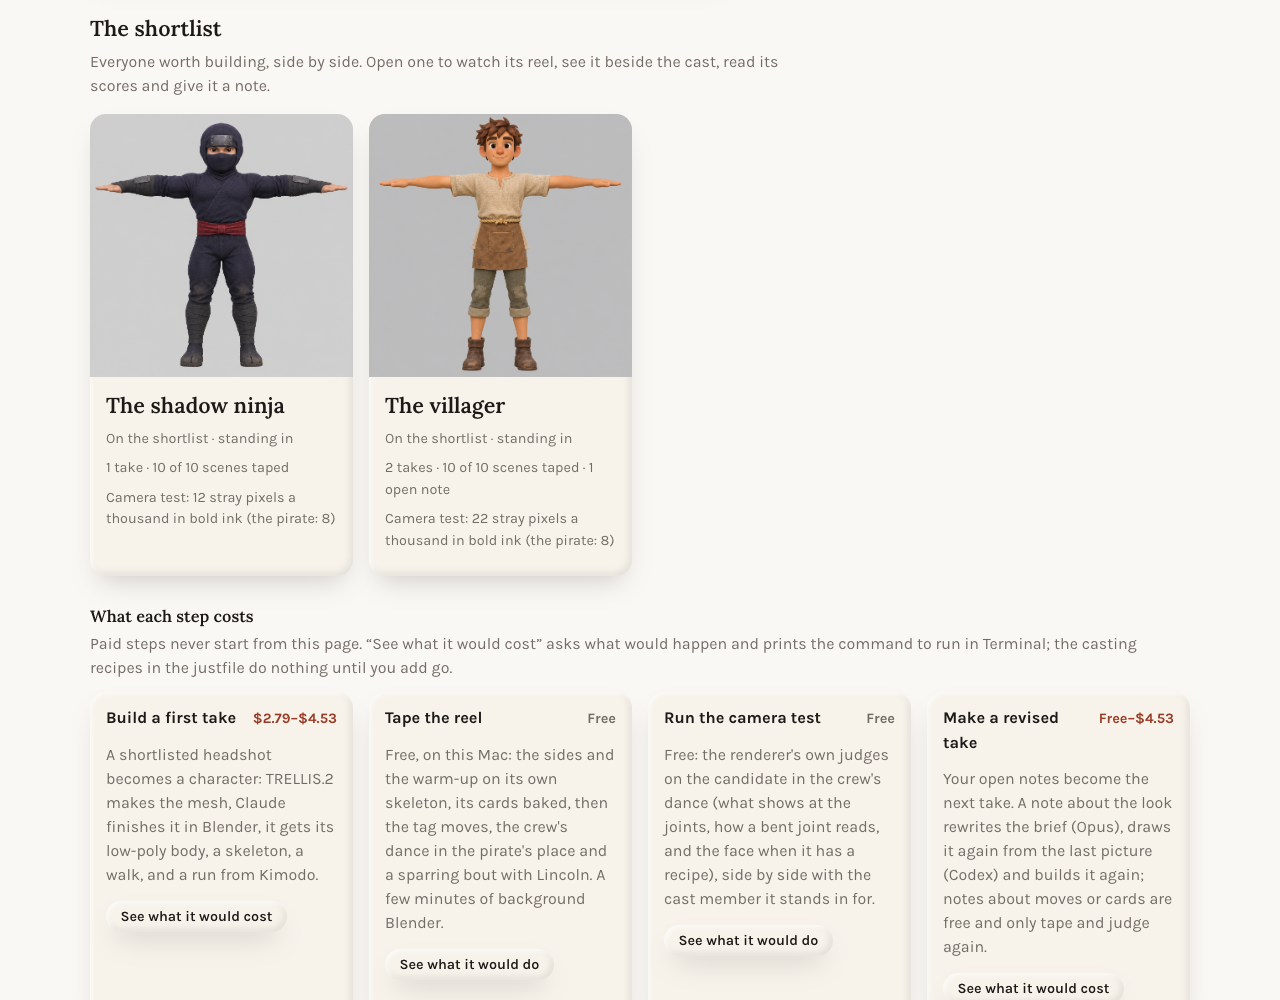 The shortlist
Everyone worth building, side by side. Open one to watch its reel, see it beside the cast, read its
scores and give it a note.
The shadow ninja
On the shortlist · standing in
1 take · 10 of 10 scenes taped
Camera test: 12 stray pixels a
thousand in bold ink (the pirate: 8)
The villager
On the shortlist · standing in
2 takes · 10 of 10 scenes taped · 1
open note
Camera test: 22 stray pixels a
thousand in bold ink (the pirate: 8)
What each step costs
Paid steps never start from this page. “See what it would cost” asks what would happen and prints the command to run in Terminal; the casting
recipes in the justfile do nothing until you add go.
Build a first take $2.79–$4.53
A shortlisted headshot
becomes a character: TRELLIS.2
makes the mesh, Claude
finishes it in Blender, it gets its
low-poly body, a skeleton, a
walk, and a run from Kimodo.
See what it would cost
Tape the reel Free
Free, on this Mac: the sides and
the warm-up on its own
skeleton, its cards baked, then
the tag moves, the crew's
dance in the pirate's place and
a sparring bout with Lincoln. A
few minutes of background
Blender.
See what it would do
Run the camera test Free
Free: the renderer's own judges
on the candidate in the crew's
dance (what shows at the
joints, how a bent joint reads,
and the face when it has a
recipe), side by side with the
cast member it stands in for.
See what it would do
Make a revised Free–$4.53
take
Your open notes become the
next take. A note about the look
rewrites the brief (Opus), draws
it again from the last picture
(Codex) and builds it again;
notes about moves or cards are
free and only tape and judge
again.
See what it would cost